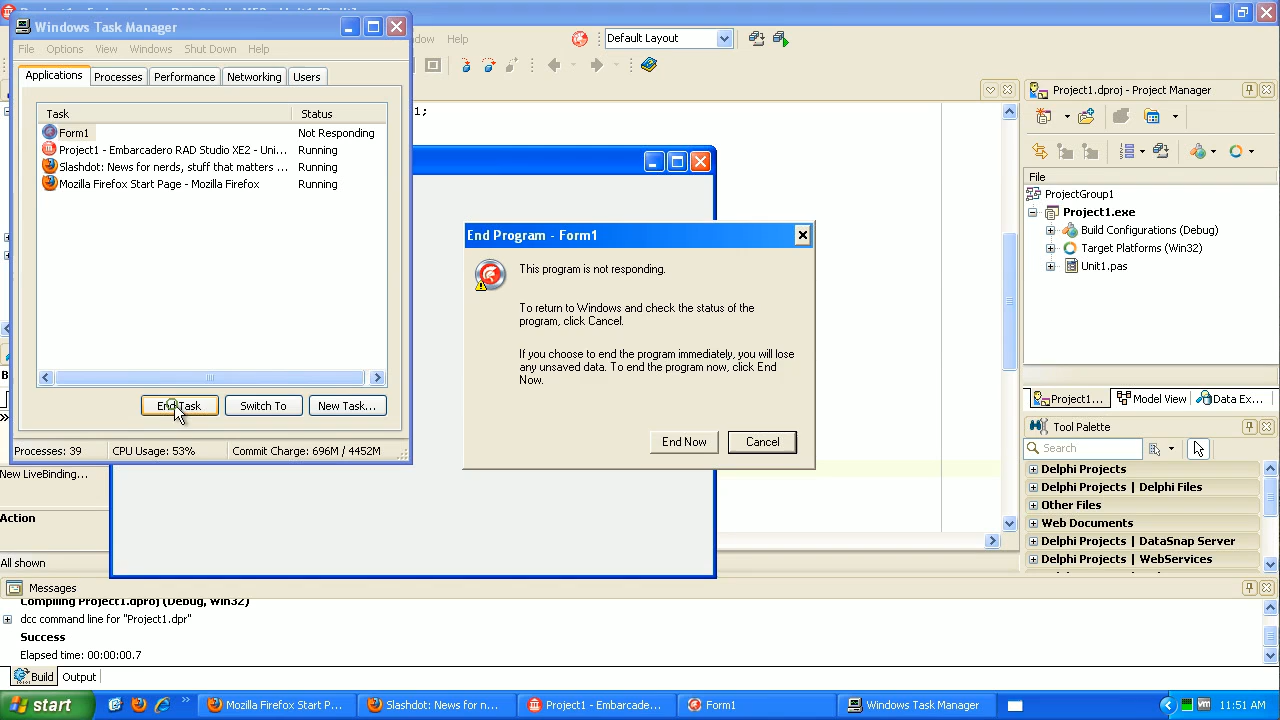 Windows Task Manager
File Options View Windows Shut Down Help
Applications Processes Performance Networking Users
Task Status
Form1 Not Responding
Project1 - Embarcadero RAD Studio XE2 - Uni... Running
Slashdot: News for nerds, stuff that matters ... Running
Mozilla Firefox Start Page - Mozilla Firefox Running
End Task Switch To New Task...
Processes: 39 CPU Usage: 53% Commit Charge: 696M / 4452M
Help
Default Layout
1;
End Program - Form1
This program is not responding.
To return to Windows and check the status of the
program, click Cancel.
If you choose to end the program immediately, you will lose
any unsaved data. To end the program now, click End
Now.
End Now Cancel
Project1.dproj - Project Manager
File
ProjectGroup1
Project1.exe
Build Configurations (Debug)
Target Platforms (Win32)
Unit1.pas
Project1... Model View Data Ex...
Tool Palette
Search
Delphi Projects
Delphi Projects | Delphi Files
Other Files
Web Documents
Delphi Projects | DataSnap Server
Delphi Projects | WebServices
New LiveBinding...
Action
All shown
Messages
Compiling Project1.dproj (Debug, Win32)
dcc command line for "Project1.dpr"
Success
Elapsed time: 00:00:00.7
Build Output
start Mozilla Firefox Start P... Slashdot: News for n... Project1 - Embarcade... Form1 Windows Task Manager 11:51 AM